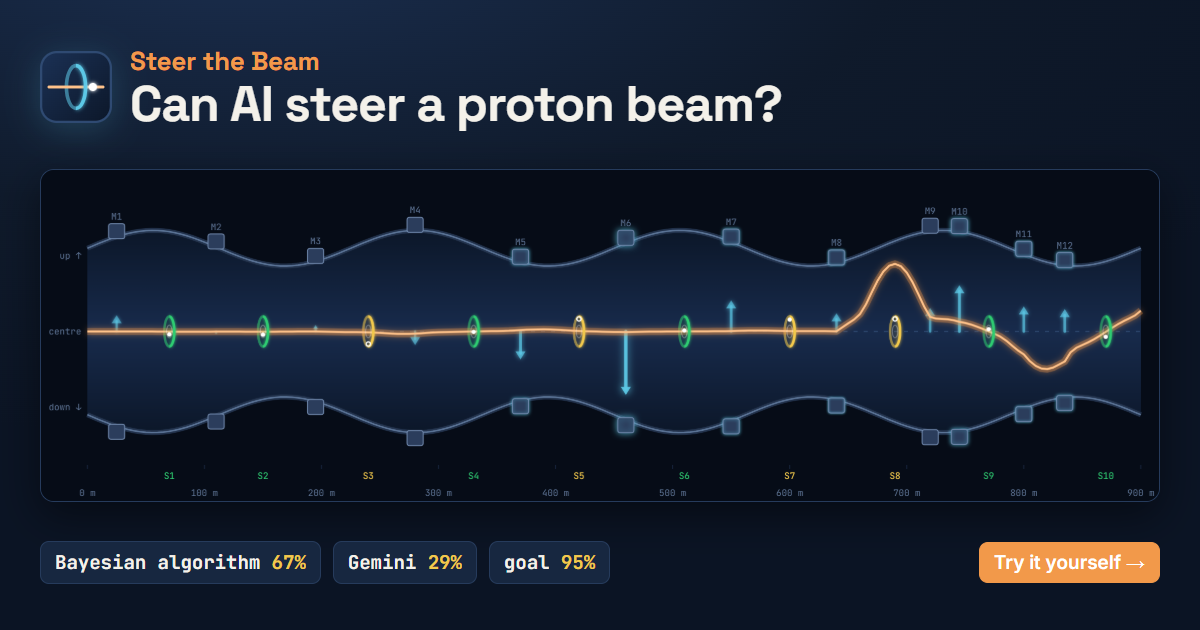 Steer the Beam
Can AI steer a proton beam?
M1 M2 M3 M4 M5 M6 M7 M8 M9 M10 M11 M12
up ↑
centre
down ↓
S1 S2 S3 S4 S5 S6 S7 S8 S9 S10
0 m 100 m 200 m 300 m 400 m 500 m 600 m 700 m 800 m 900 m
Bayesian algorithm 67% Gemini 29% goal 95% Try it yourself →